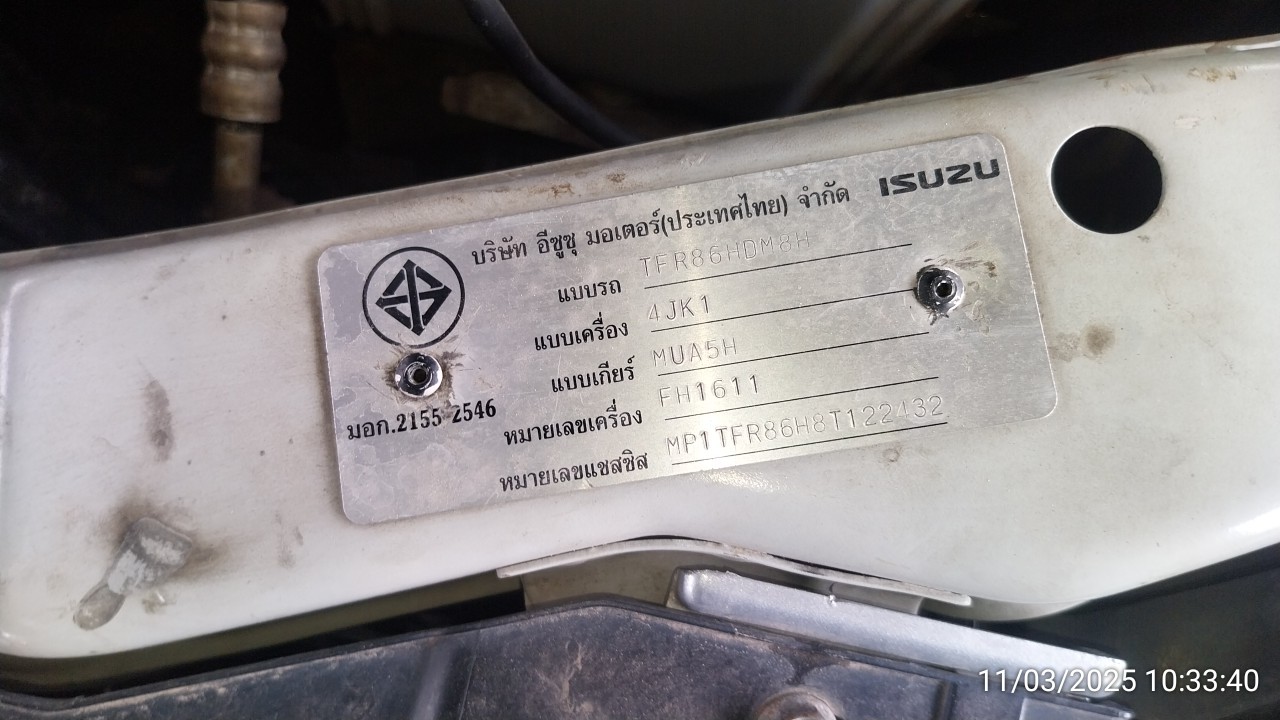 บริษัท อีซูซุ มอเตอร์(ประเทศไทย) จำกัด ISUZU
แบบรถ TFR86HDM8H
แบบเครื่อง 4JK1
แบบเกียร์ MUA5H
หมายเลขเครื่อง FH1611
หมายเลขแชสซิส MP1TFR86H8T122432
มอก.2155-2546
11/03/2025 10:33:40